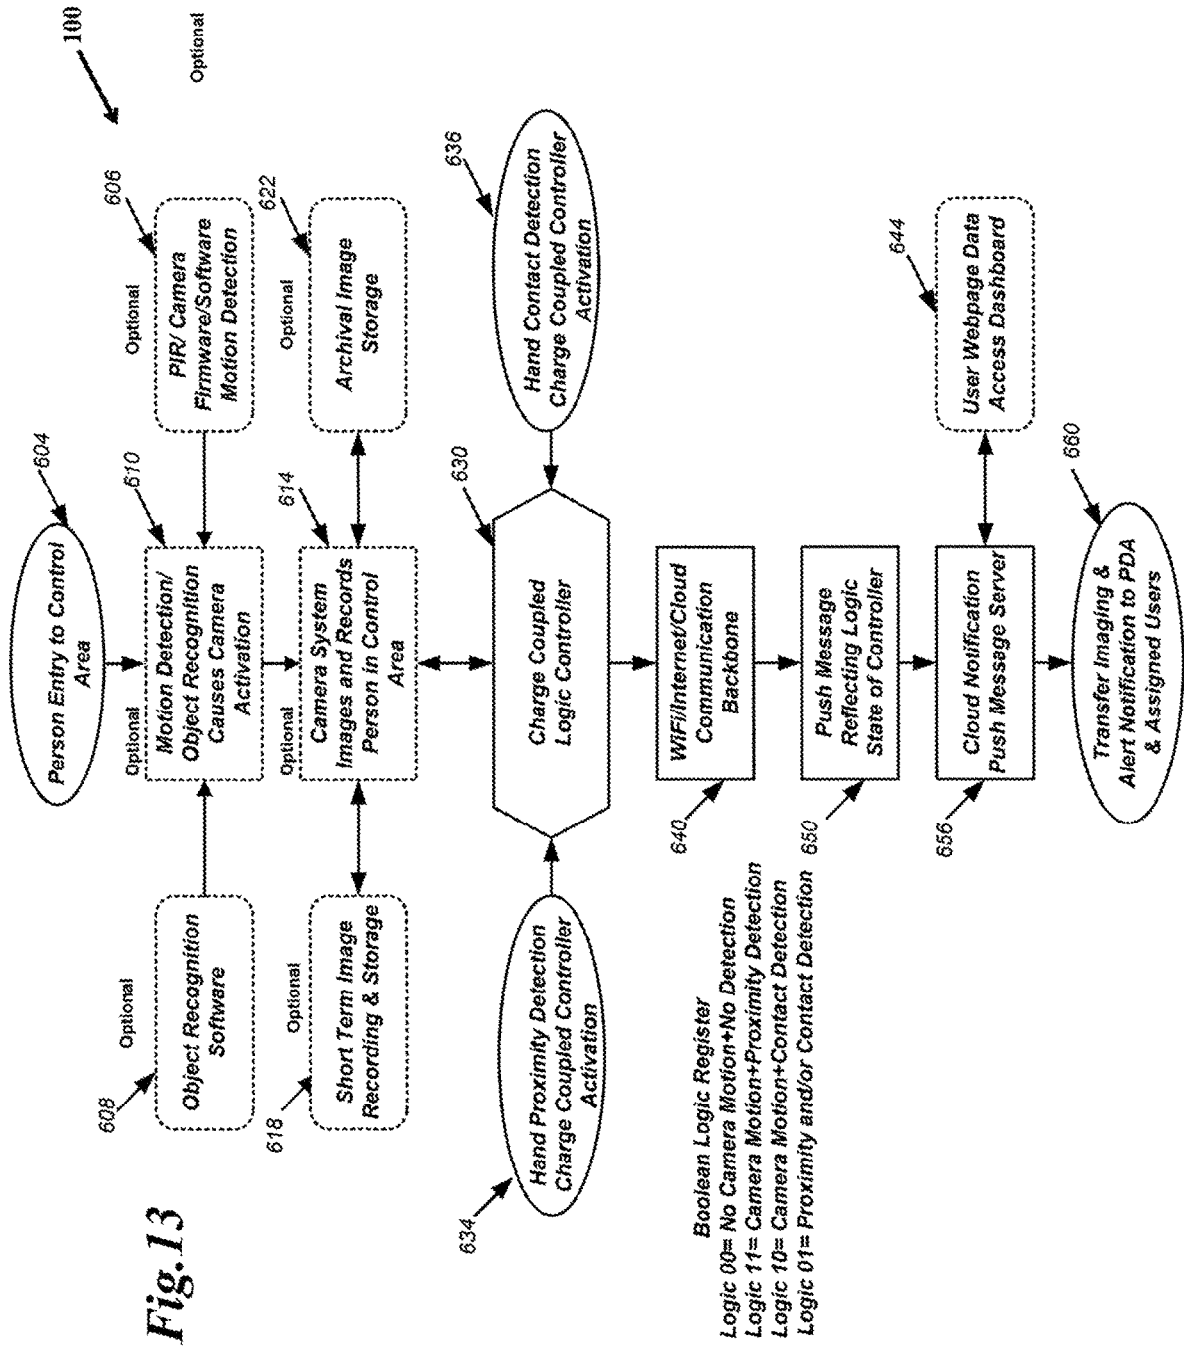 100
Optional
604
Person Entry to Control
Area
608
Optional
Object Recognition
Software
Optional
610
Motion Detection/
Object Recognition
Causes Camera
Activation
Optional
606
PIR/ Camera
Firmware/Software
Motion Detection
618
Optional
Short Term Image
Recording & Storage
Optional
614
Camera System
Images and Records
Person in Control
Area
Optional
622
Archival Image
Storage
634
Hand Proximity Detection
Charge Coupled Controller
Activation
630
Charge Coupled
Logic Controller
636
Hand Contact Detection
Charge Coupled Controller
Activation
640
WiFi/Internet/Cloud
Communication
Backbone
650
Push Message
Reflecting Logic
State of Controller
656
Cloud Notification
Push Message Server
644
User Webpage Data
Access Dashboard
660
Transfer Imaging &
Alert Notification to PDA
& Assigned Users
Boolean Logic Register
Logic 00= No Camera Motion+No Detection
Logic 11= Camera Motion+Proximity Detection
Logic 10= Camera Motion+Contact Detection
Logic 01= Proximity and/or Contact Detection
Fig.13